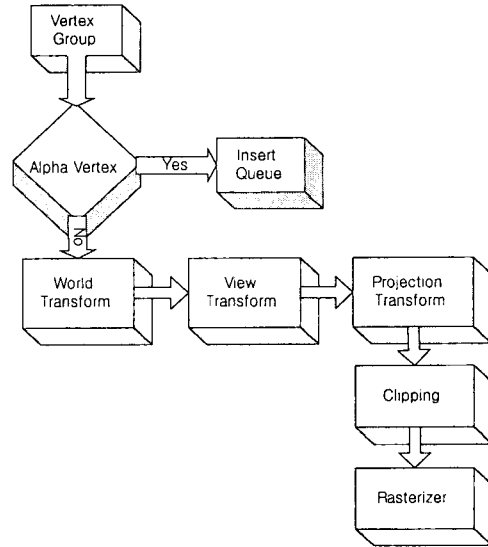 Vertex
Group
Alpha Vertex
Yes
Insert
Queue
No
World
Transform
View
Transform
Projection
Transform
Clipping
Rasterizer